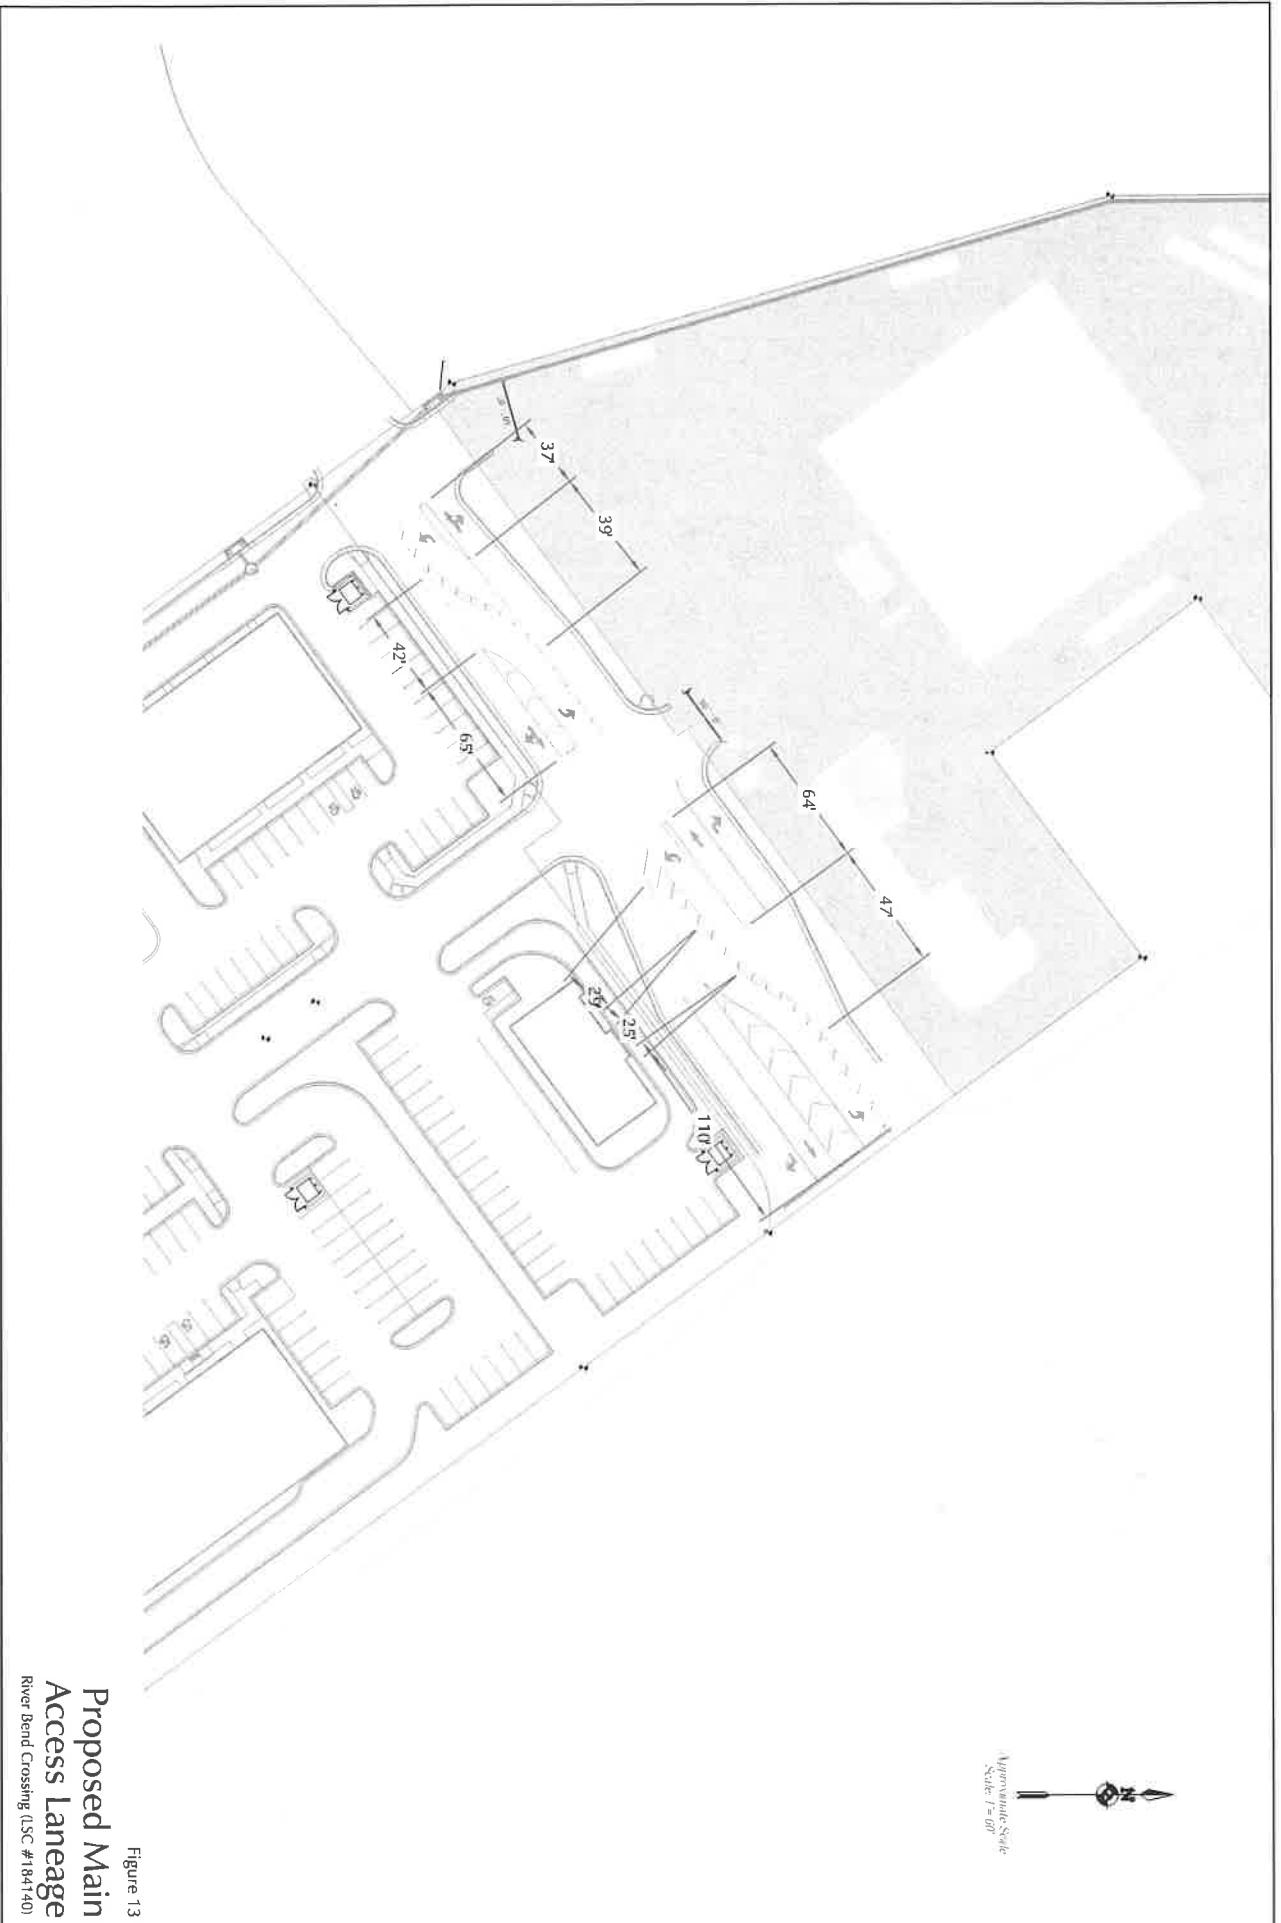 37'
39'
64'
47'
42'
65'
29'
25'
110'
N
Approximate Scale
Scale: 1"= 60'
Figure 13
Proposed Main
Access Laneage
River Bend Crossing (LSC #184140)